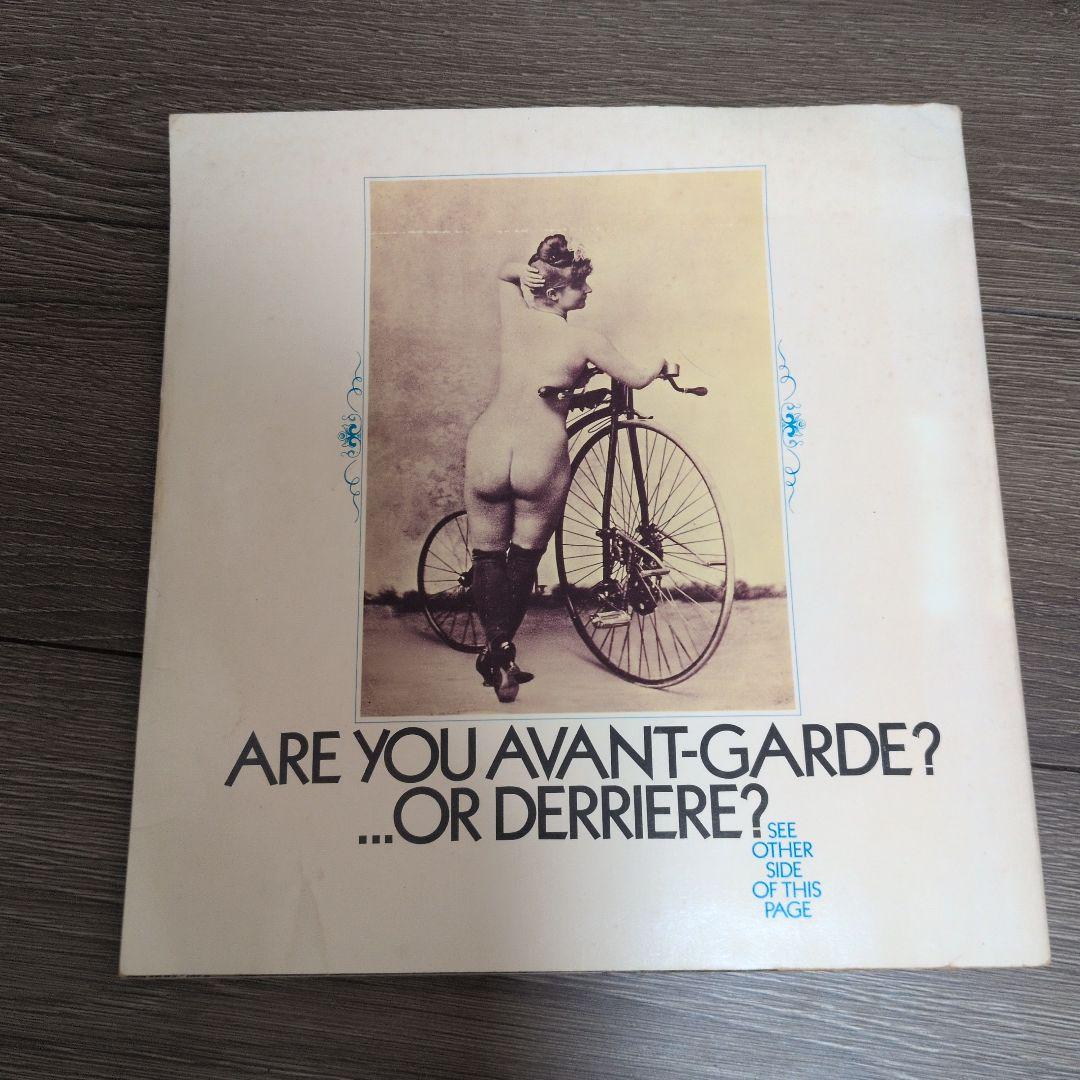 ARE YOU AVANT-GARDE?
...OR DERRIERE?
SEE
OTHER
SIDE
OF THIS
PAGE